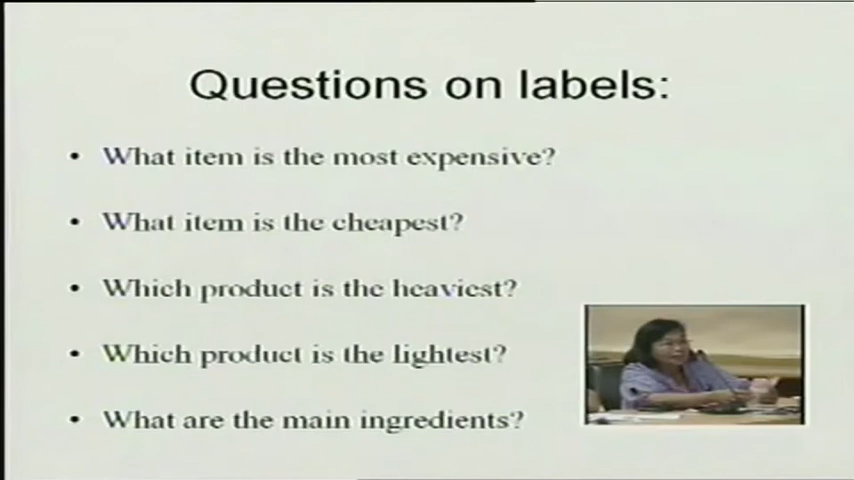 Questions on labels:
• What item is the most expensive?
• What item is the cheapest?
• Which product is the heaviest?
• Which product is the lightest?
• What are the main ingredients?